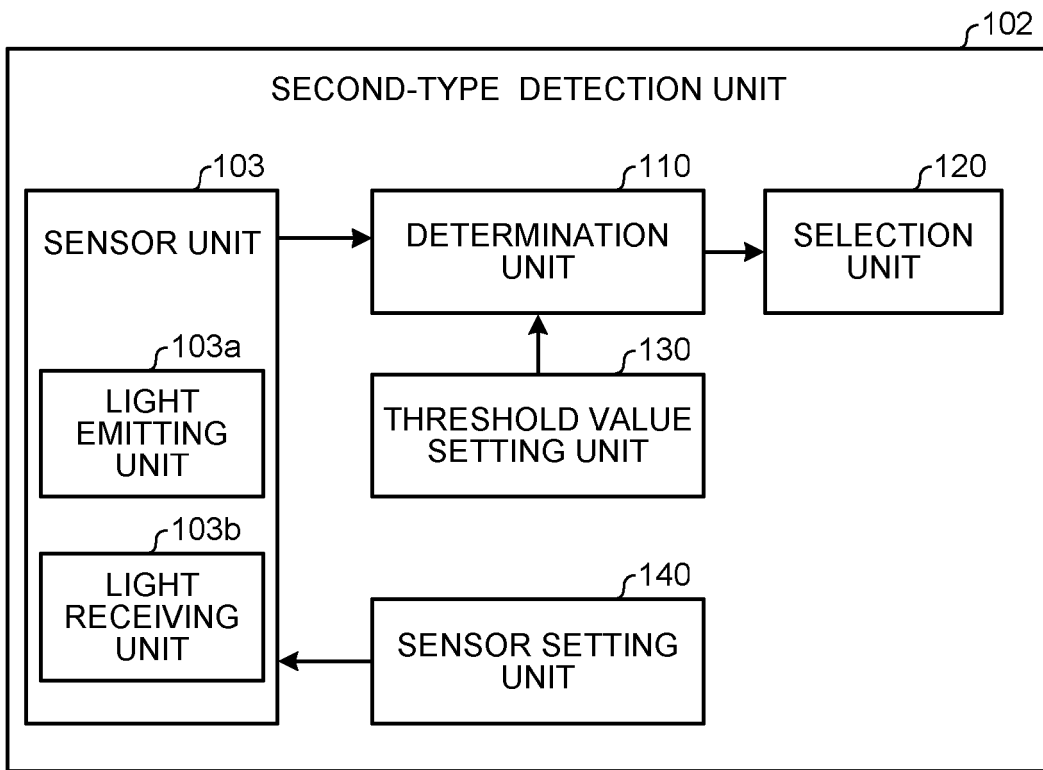 102
SECOND-TYPE DETECTION UNIT
103
SENSOR UNIT
103a
LIGHT
EMITTING
UNIT
103b
LIGHT
RECEIVING
UNIT
110
DETERMINATION
UNIT
120
SELECTION
UNIT
130
THRESHOLD VALUE
SETTING UNIT
140
SENSOR SETTING
UNIT